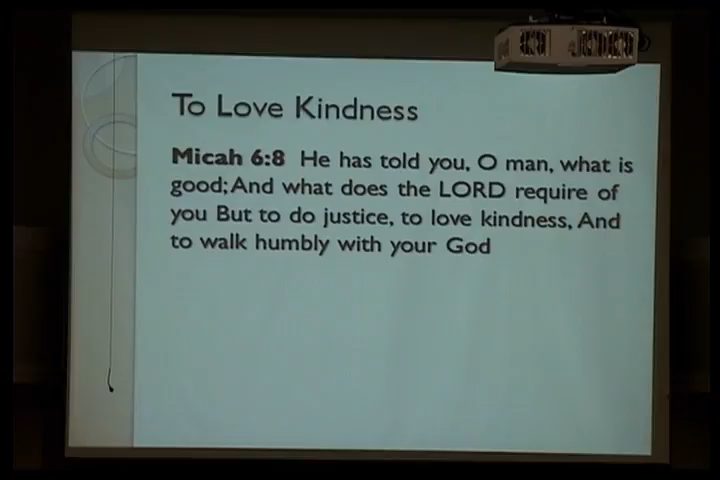 To Love Kindness
Micah 6:8 He has told you, O man, what is
good; And what does the LORD require of
you But to do justice, to love kindness, And
to walk humbly with your God